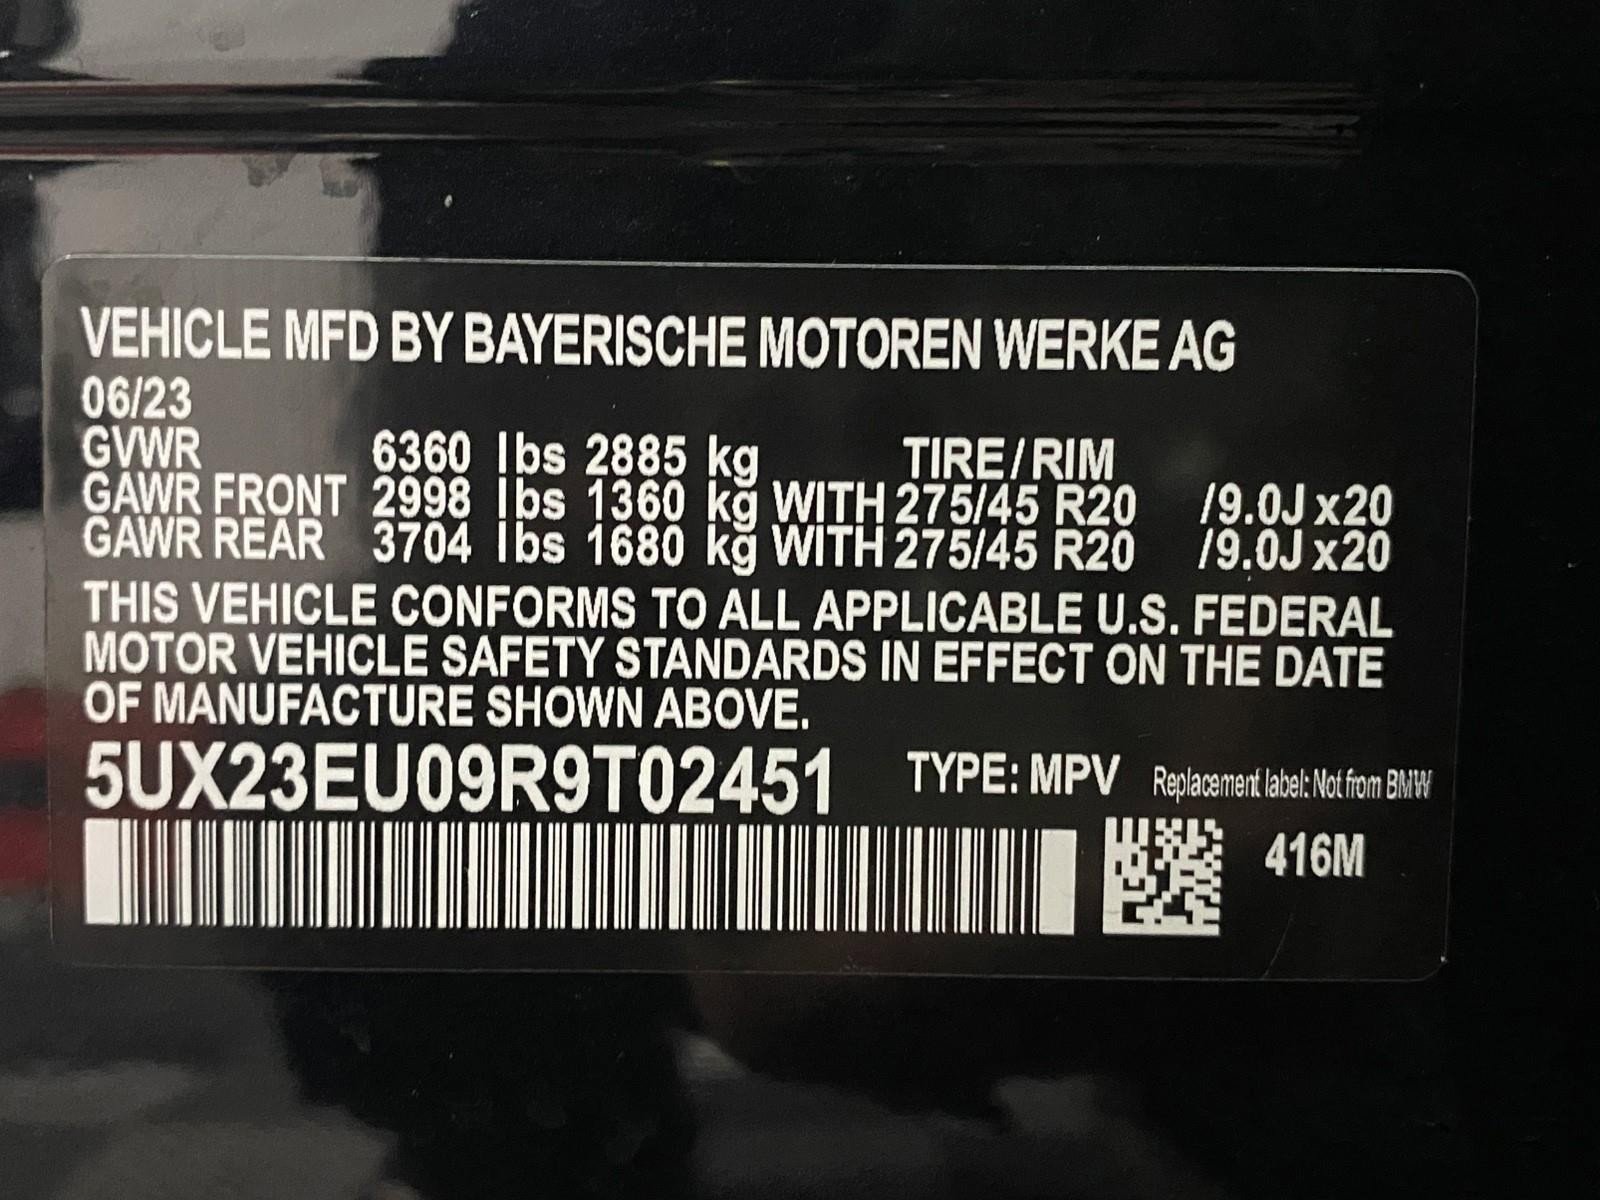 VEHICLE MFD BY BAYERISCHE MOTOREN WERKE AG
06/23
GVWR 6360 lbs 2885 kg TIRE/RIM
GAWR FRONT 2998 lbs 1360 kg WITH 275/45 R20 /9.0J x20
GAWR REAR 3704 lbs 1680 kg WITH 275/45 R20 /9.0J x20
THIS VEHICLE CONFORMS TO ALL APPLICABLE U.S. FEDERAL
MOTOR VEHICLE SAFETY STANDARDS IN EFFECT ON THE DATE
OF MANUFACTURE SHOWN ABOVE.
5UX23EU09R9T02451 TYPE: MPV Replacement label: Not from BMW
416M